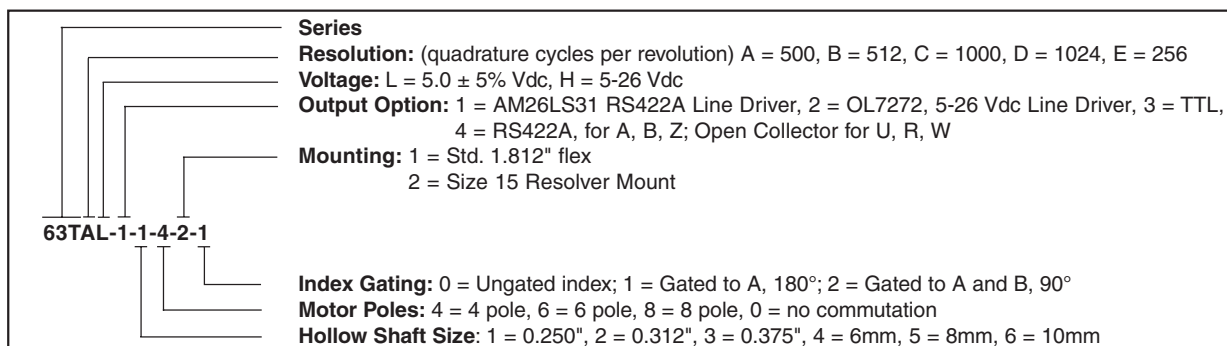 Series
Resolution: (quadrature cycles per revolution) A = 500, B = 512, C = 1000, D = 1024, E = 256
Voltage: L = 5.0 ± 5% Vdc, H = 5-26 Vdc
Output Option: 1 = AM26LS31 RS422A Line Driver, 2 = OL7272, 5-26 Vdc Line Driver, 3 = TTL,
4 = RS422A, for A, B, Z; Open Collector for U, R, W
Mounting: 1 = Std. 1.812" flex
2 = Size 15 Resolver Mount
63TAL-1-1-4-2-1
Index Gating: 0 = Ungated index; 1 = Gated to A, 180°; 2 = Gated to A and B, 90°
Motor Poles: 4 = 4 pole, 6 = 6 pole, 8 = 8 pole, 0 = no commutation
Hollow Shaft Size: 1 = 0.250", 2 = 0.312", 3 = 0.375", 4 = 6mm, 5 = 8mm, 6 = 10mm